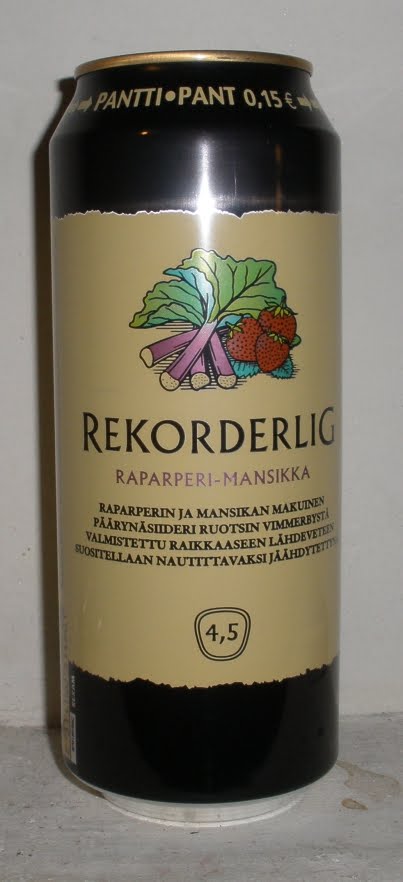 PANTTI•PANT 0,15 €
REKORDERLIG
RAPARPERI-MANSIKKA
RAPARPERIN JA MANSIKAN MAKUINEN
PÄÄRYNÄSIIDERI RUOTSIN VIMMERBYSTÄ
VALMISTETTU RAIKKAASEEN LÄHDEVETEEN
SUOSITELLAAN NAUTITTAVAKSI JÄÄHDYTETTYNÄ
4,5